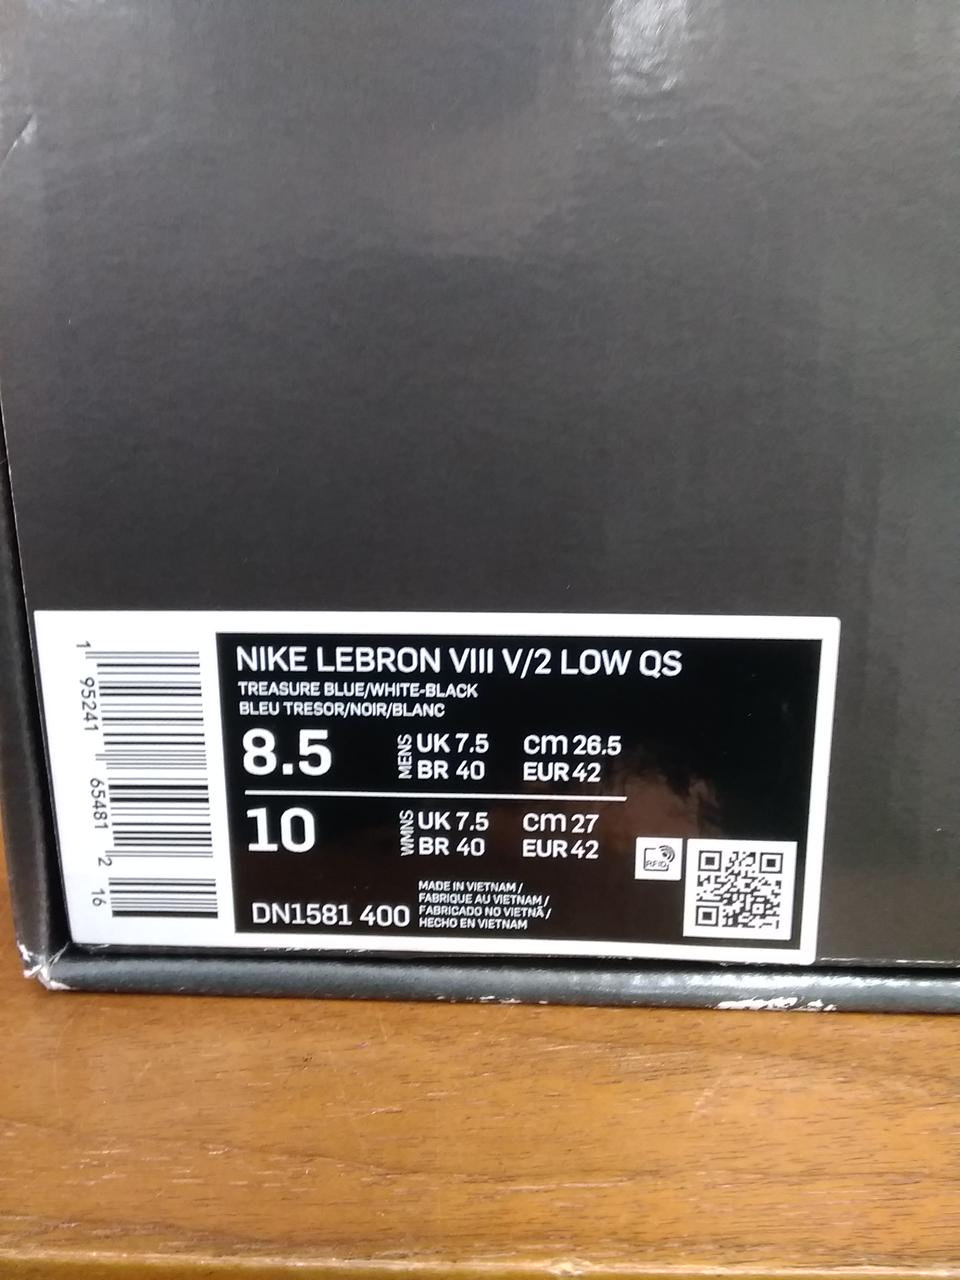 NIKE LEBRON VIII V/2 LOW QS
TREASURE BLUE/WHITE-BLACK
BLEU TRESOR/NOIR/BLANC
8.5 MENS UK 7.5 cm 26.5
BR 40 EUR 42
10 WMNS UK 7.5 cm 27
BR 40 EUR 42
RFID
DN1581 400
MADE IN VIETNAM /
FABRIQUE AU VIETNAM /
FABRICADO NO VIETNÃ /
HECHO EN VIETNAM
1 95241 65481 2 16